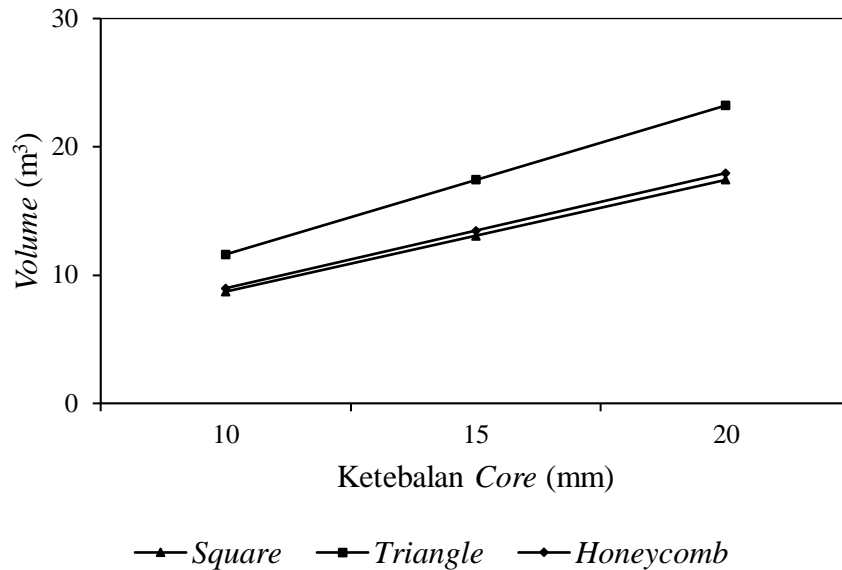 30
20
10
0
Volume (m³)
10 15 20
Ketebalan Core (mm)
Square Triangle Honeycomb